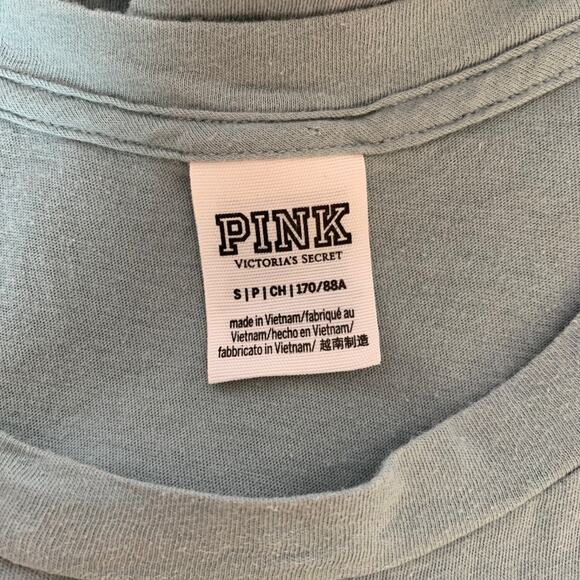 PINK
VICTORIA'S SECRET
S | P | CH | 170/88A
made in Vietnam/fabriqué au
Vietnam/hecho en Vietnam/
fabbricato in Vietnam/ 越南制造